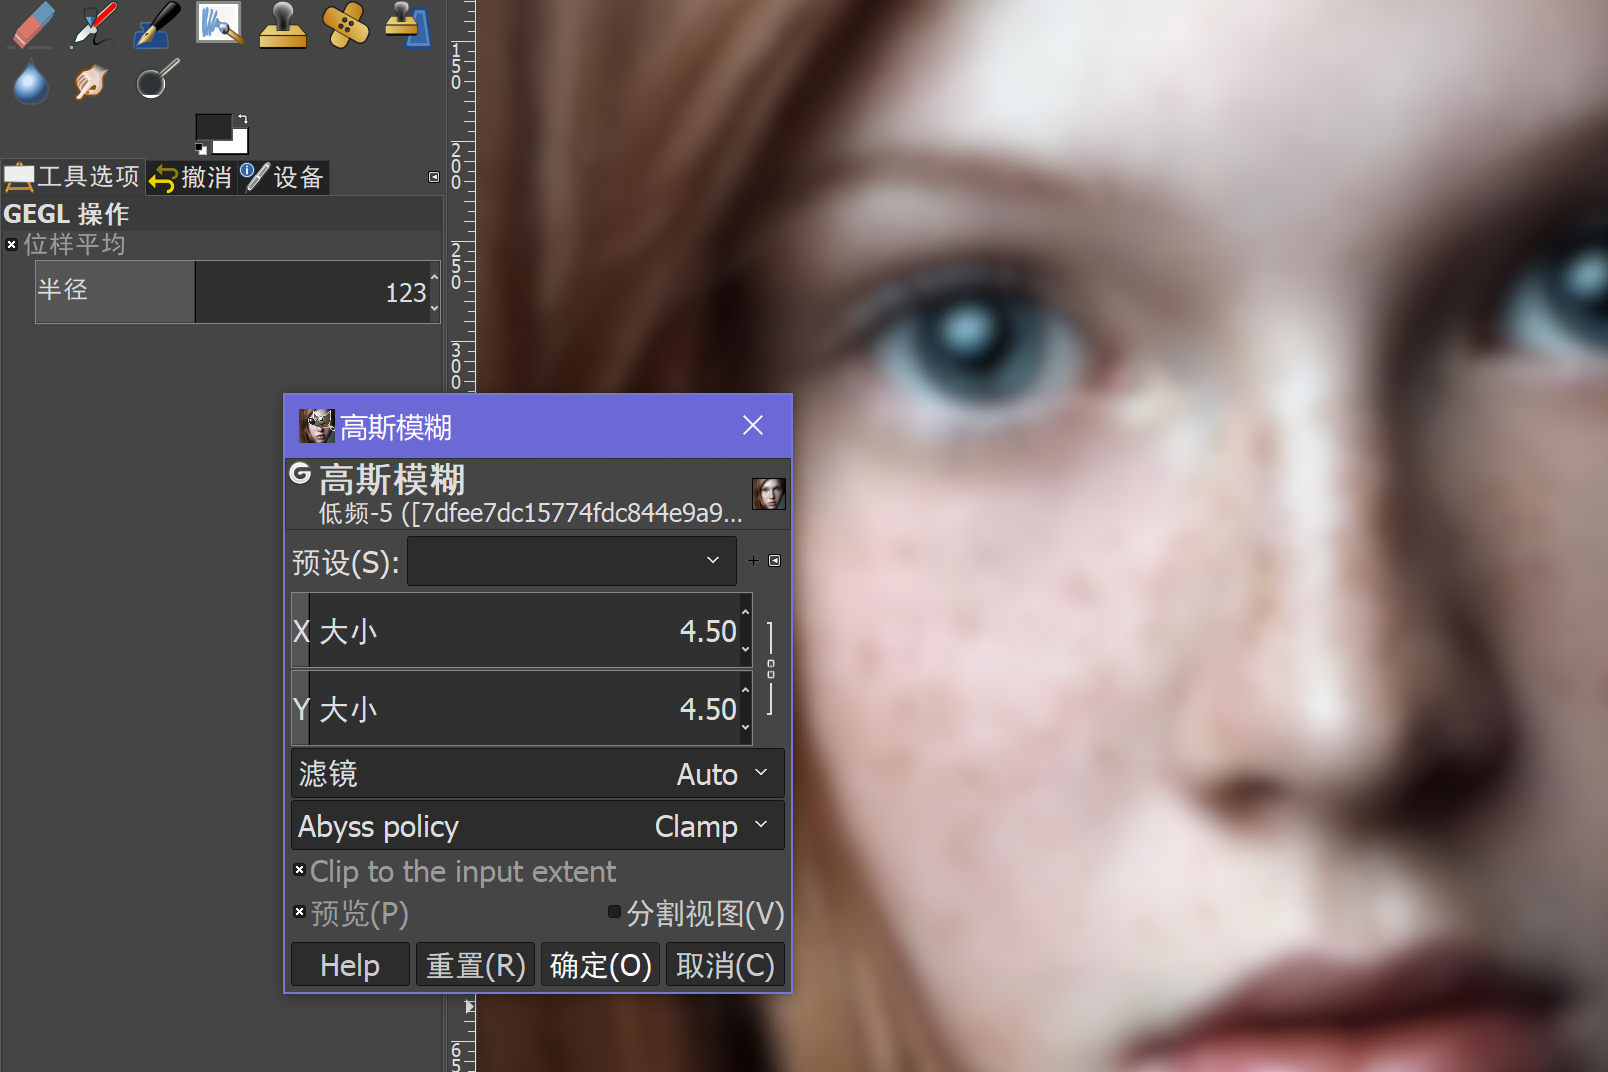 工具选项
撤消
设备
GEGL 操作
位样平均
半径
123
150
200
250
300
65
高斯模糊
高斯模糊
低频-5 ([7dfee7dc15774fdc844e9a9...
预设(S):
X 大小
4.50
Y 大小
4.50
滤镜
Auto
Abyss policy
Clamp
Clip to the input extent
预览(P)
分割视图(V)
Help
重置(R)
确定(O)
取消(C)